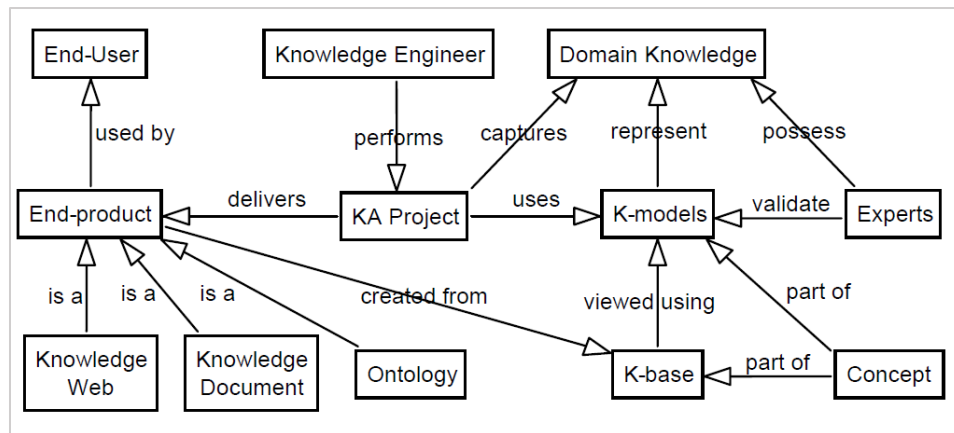 End-User
Knowledge Engineer
Domain Knowledge
used by
performs
captures
represent
possess
End-product
delivers
KA Project
uses
K-models
validate
Experts
is a
is a
is a
created from
viewed using
part of
Knowledge
Web
Knowledge
Document
Ontology
K-base
part of
Concept